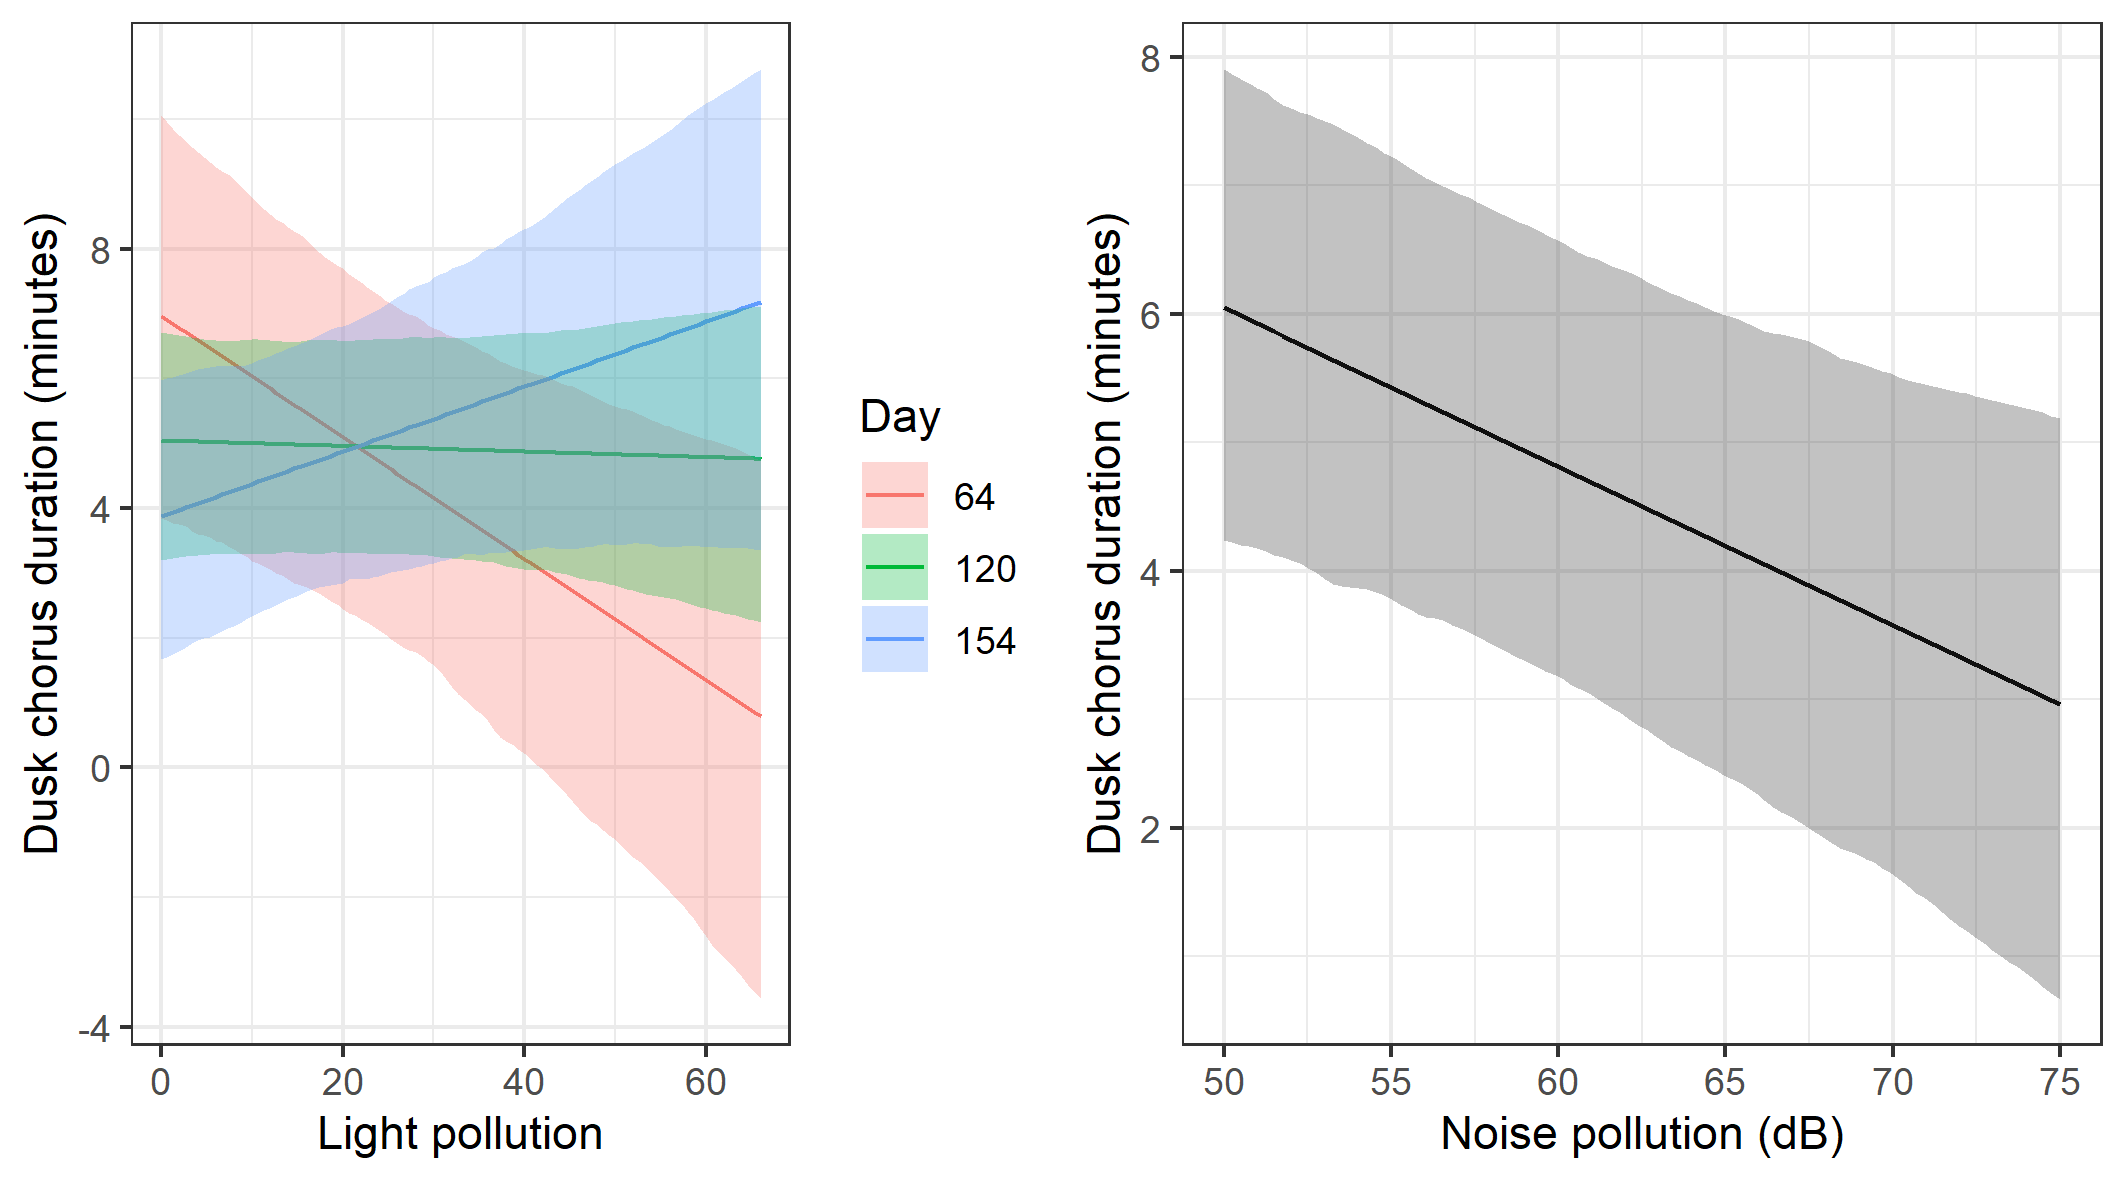 Dusk chorus duration (minutes)
8
4
0
-4
0 20 40 60
Light pollution
Day
64
120
154
Dusk chorus duration (minutes)
8
6
4
2
50 55 60 65 70 75
Noise pollution (dB)